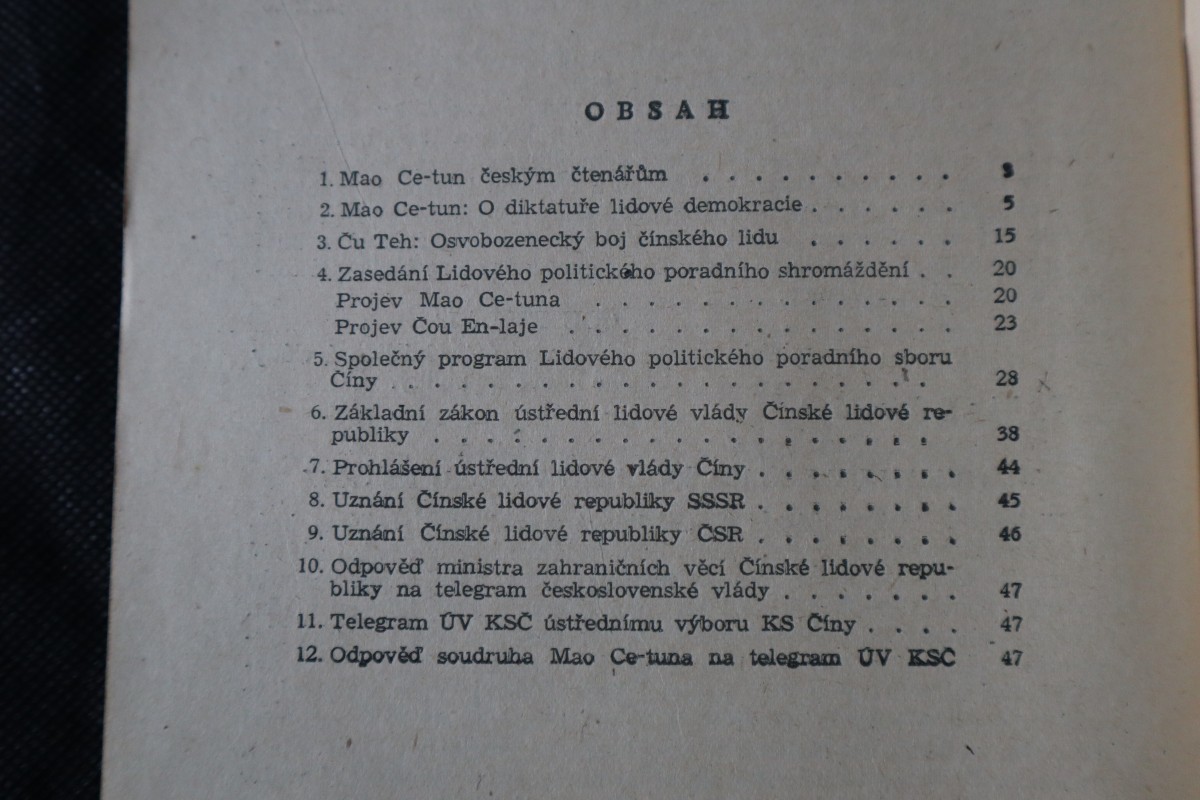 OBSAH
1. Mao Ce-tun českým čtenářům . . . . . . . . . . 3
2. Mao Ce-tun: O diktatuře lidové demokracie . . . . . . 5
3. Ču Teh: Osvobozenecký boj čínského lidu . . . . . . 15
4. Zasedání Lidového politického poradního shromáždění . . 20
Projev Mao Ce-tuna . . . . . . . . . . . . . 20
Projev Čou En-laje . . . . . . . . . . . . . . 23
5. Společný program Lidového politického poradního sboru
Číny . . . . . . . . . . . . . . . . . . . . 28
6. Základní zákon ústřední lidové vlády Čínské lidové re-
publiky . . . . . . . . . . . . . . . . . . . 38
7. Prohlášení ústřední lidové vlády Číny . . . . . . . . 44
8. Uznání Čínské lidové republiky SSSR . . . . . . . . 45
9. Uznání Čínské lidové republiky ČSR . . . . . . . . 46
10. Odpověď ministra zahraničních věcí Čínské lidové repu-
bliky na telegram československé vlády . . . . . . . 47
11. Telegram ÚV KSČ ústřednímu výboru KS Číny . . . . 47
12. Odpověď soudruha Mao Ce-tuna na telegram ÚV KSČ 47